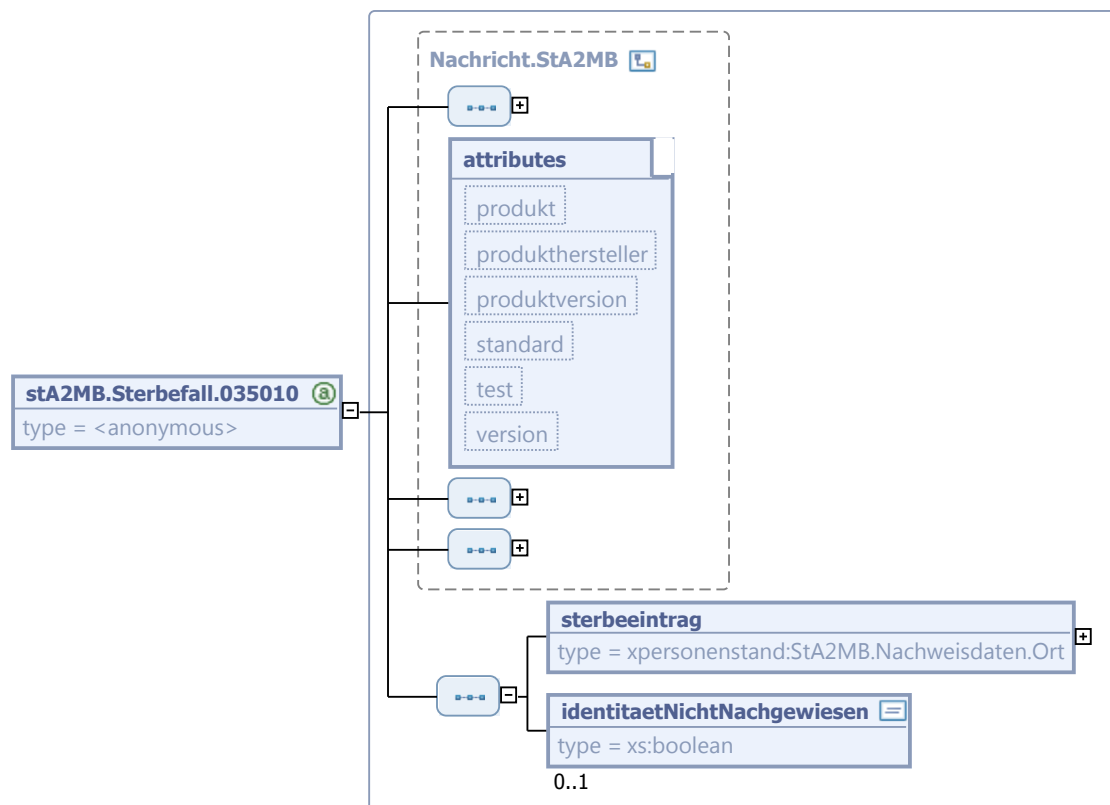 Nachricht.StA2MB
attributes
produkt
produkthersteller
produktversion
standard
test
version
stA2MB.Sterbefall.035010 a
type = <anonymous>
sterbeeintrag
type = xpersonenstand:StA2MB.Nachweisdaten.Ort
identitaetNichtNachgewiesen
type = xs:boolean
0..1